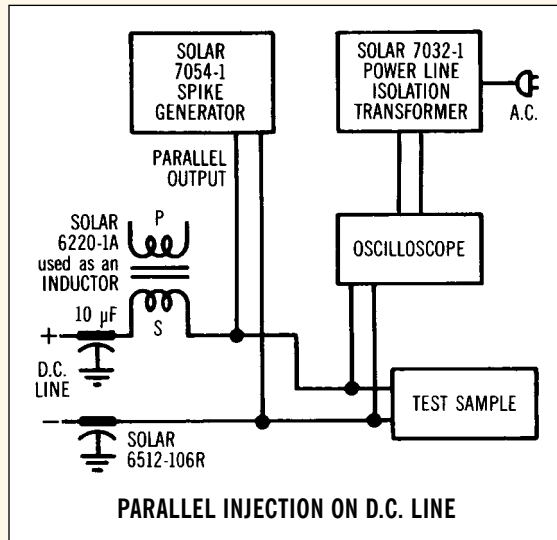 SOLAR
7054-1
SPIKE
GENERATOR
SOLAR 7032-1
POWER LINE
ISOLATION
TRANSFORMER
A.C.
PARALLEL
OUTPUT
SOLAR
6220-1A
used as an
INDUCTOR
P
OSCILLOSCOPE
10 µF
S
+
D.C.
LINE
TEST SAMPLE
–
SOLAR
6512-106R
PARALLEL INJECTION ON D.C. LINE